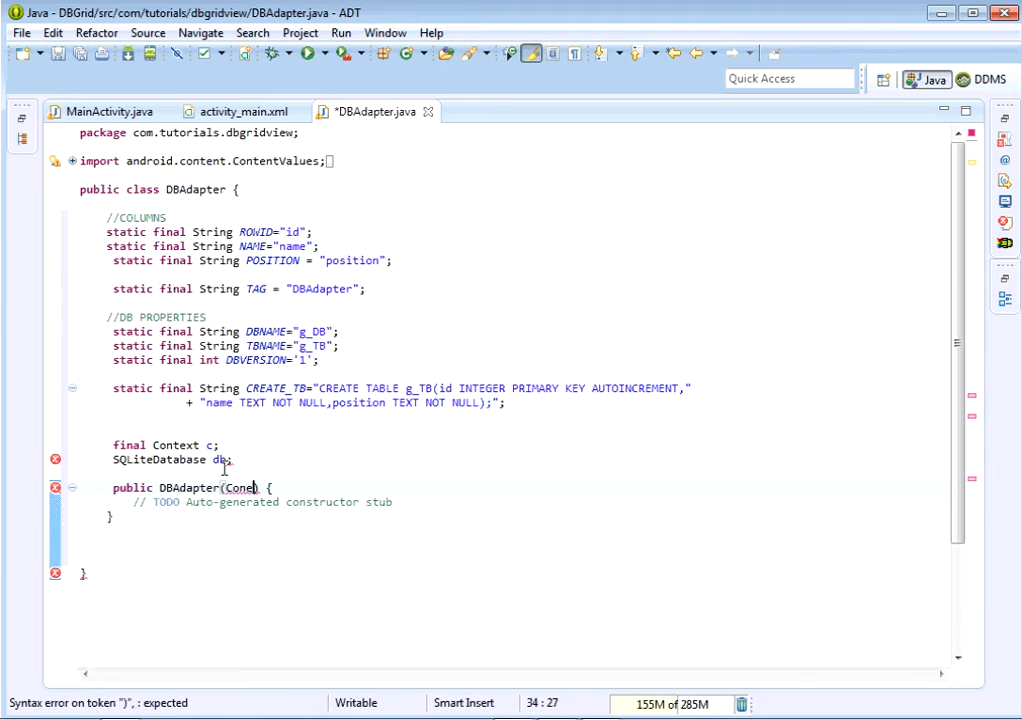 Java - DBGrid/src/com/tutorials/dbgridview/DBAdapter.java - ADT
File Edit Refactor Source Navigate Search Project Run Window Help
Quick Access
Java
DDMS
MainActivity.java
activity_main.xml
*DBAdapter.java
package com.tutorials.dbgridview;
import android.content.ContentValues;
public class DBAdapter {
//COLUMNS
static final String ROWID="id";
static final String NAME="name";
static final String POSITION = "position";
static final String TAG = "DBAdapter";
//DB PROPERTIES
static final String DBNAME="g_DB";
static final String TBNAME="g_TB";
static final int DBVERSION='1';
static final String CREATE_TB="CREATE TABLE g_TB(id INTEGER PRIMARY KEY AUTOINCREMENT,"
+ "name TEXT NOT NULL,position TEXT NOT NULL);";
final Context c;
SQLiteDatabase db;
public DBAdapter(Cone) {
// TODO Auto-generated constructor stub
}
}
Syntax error on token ")", : expected
Writable
Smart Insert
34 : 27
155M of 285M